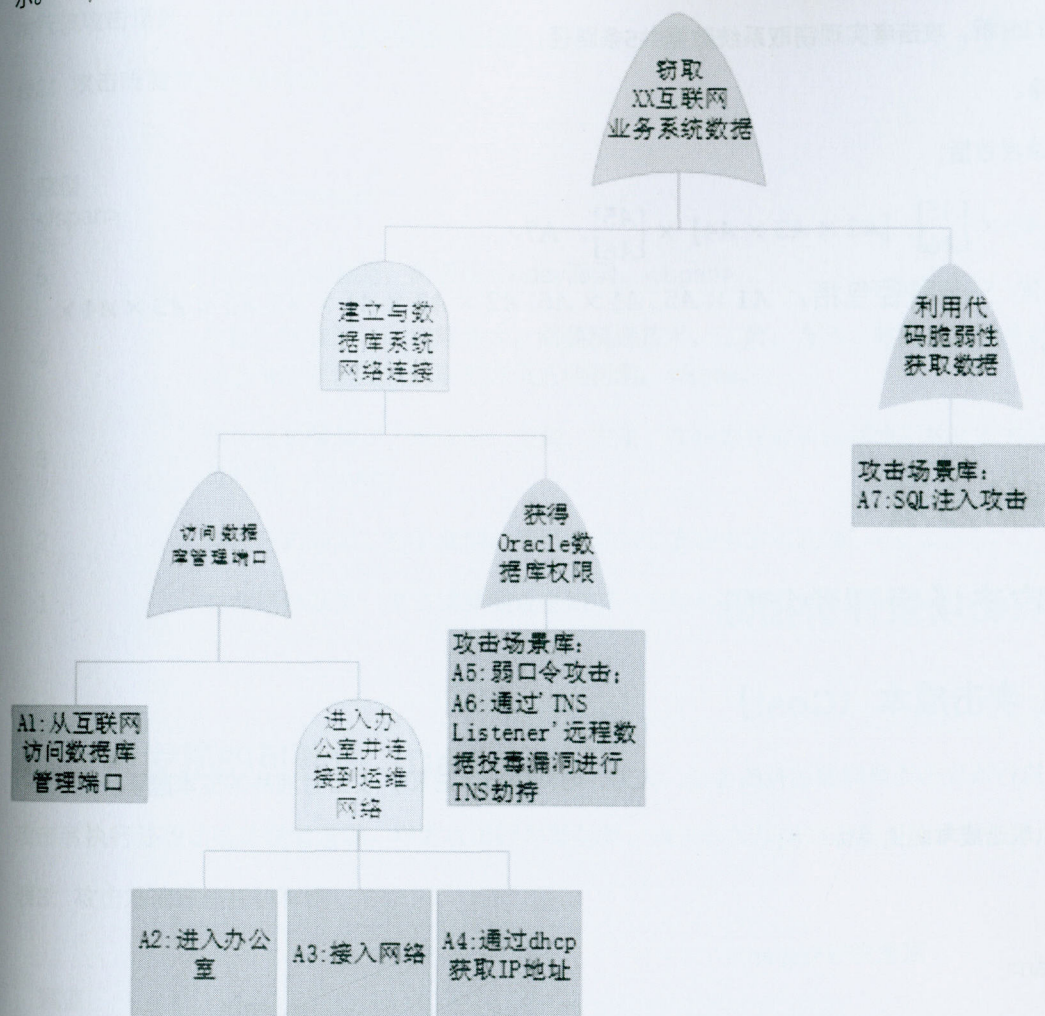 示。
窃取
XX互联网
业务系统数据
建立与数
据库系统
网络连接
利用代
码脆弱性
获取数据
攻击场景库:
A7:SQL注入攻击
访问数据
库管理端口
获得
Oracle数
据库权限
攻击场景库:
A5:弱口令攻击;
A6:通过'TNS
Listener'远程数
据投毒漏洞进行
TNS劫持
A1:从互联网
访问数据库
管理端口
进入办
公室并连
接到运维
网络
A2:进入办公
室
A3:接入网络
A4:通过dhcp
获取IP地址